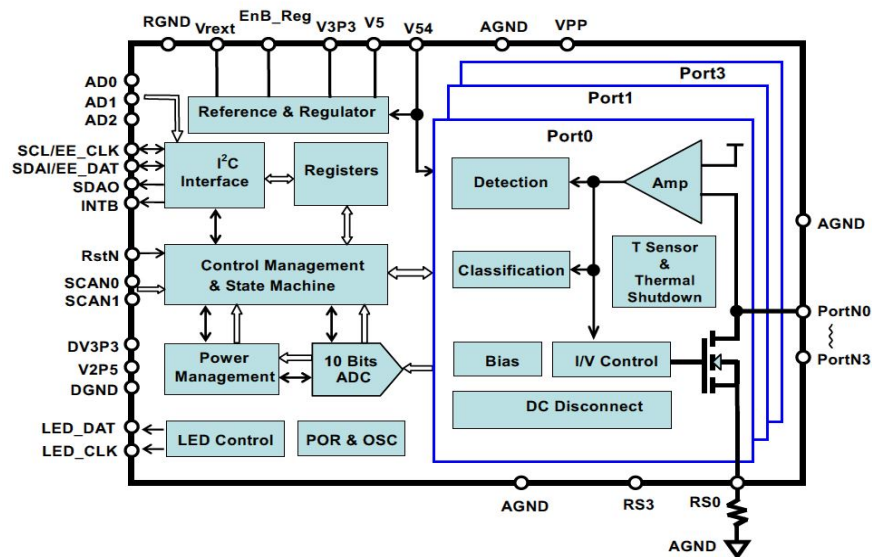 EnB_Reg
RGND
Vrext
V3P3
V5
V54
AGND
VPP
AD0
AD1
AD2
SCL/EE_CLK
SDAI/EE_DAT
SDAO
INTB
RstN
SCAN0
SCAN1
DV3P3
V2P5
DGND
LED_DAT
LED_CLK
Reference & Regulator
I²C
Interface
Registers
Control Management
& State Machine
Power
Management
10 Bits
ADC
LED Control
POR & OSC
Port3
Port1
Port0
Detection
Amp
Classification
T Sensor
&
Thermal
Shutdown
Bias
I/V Control
DC Disconnect
AGND
PortN0
PortN3
AGND
RS3
RS0
AGND